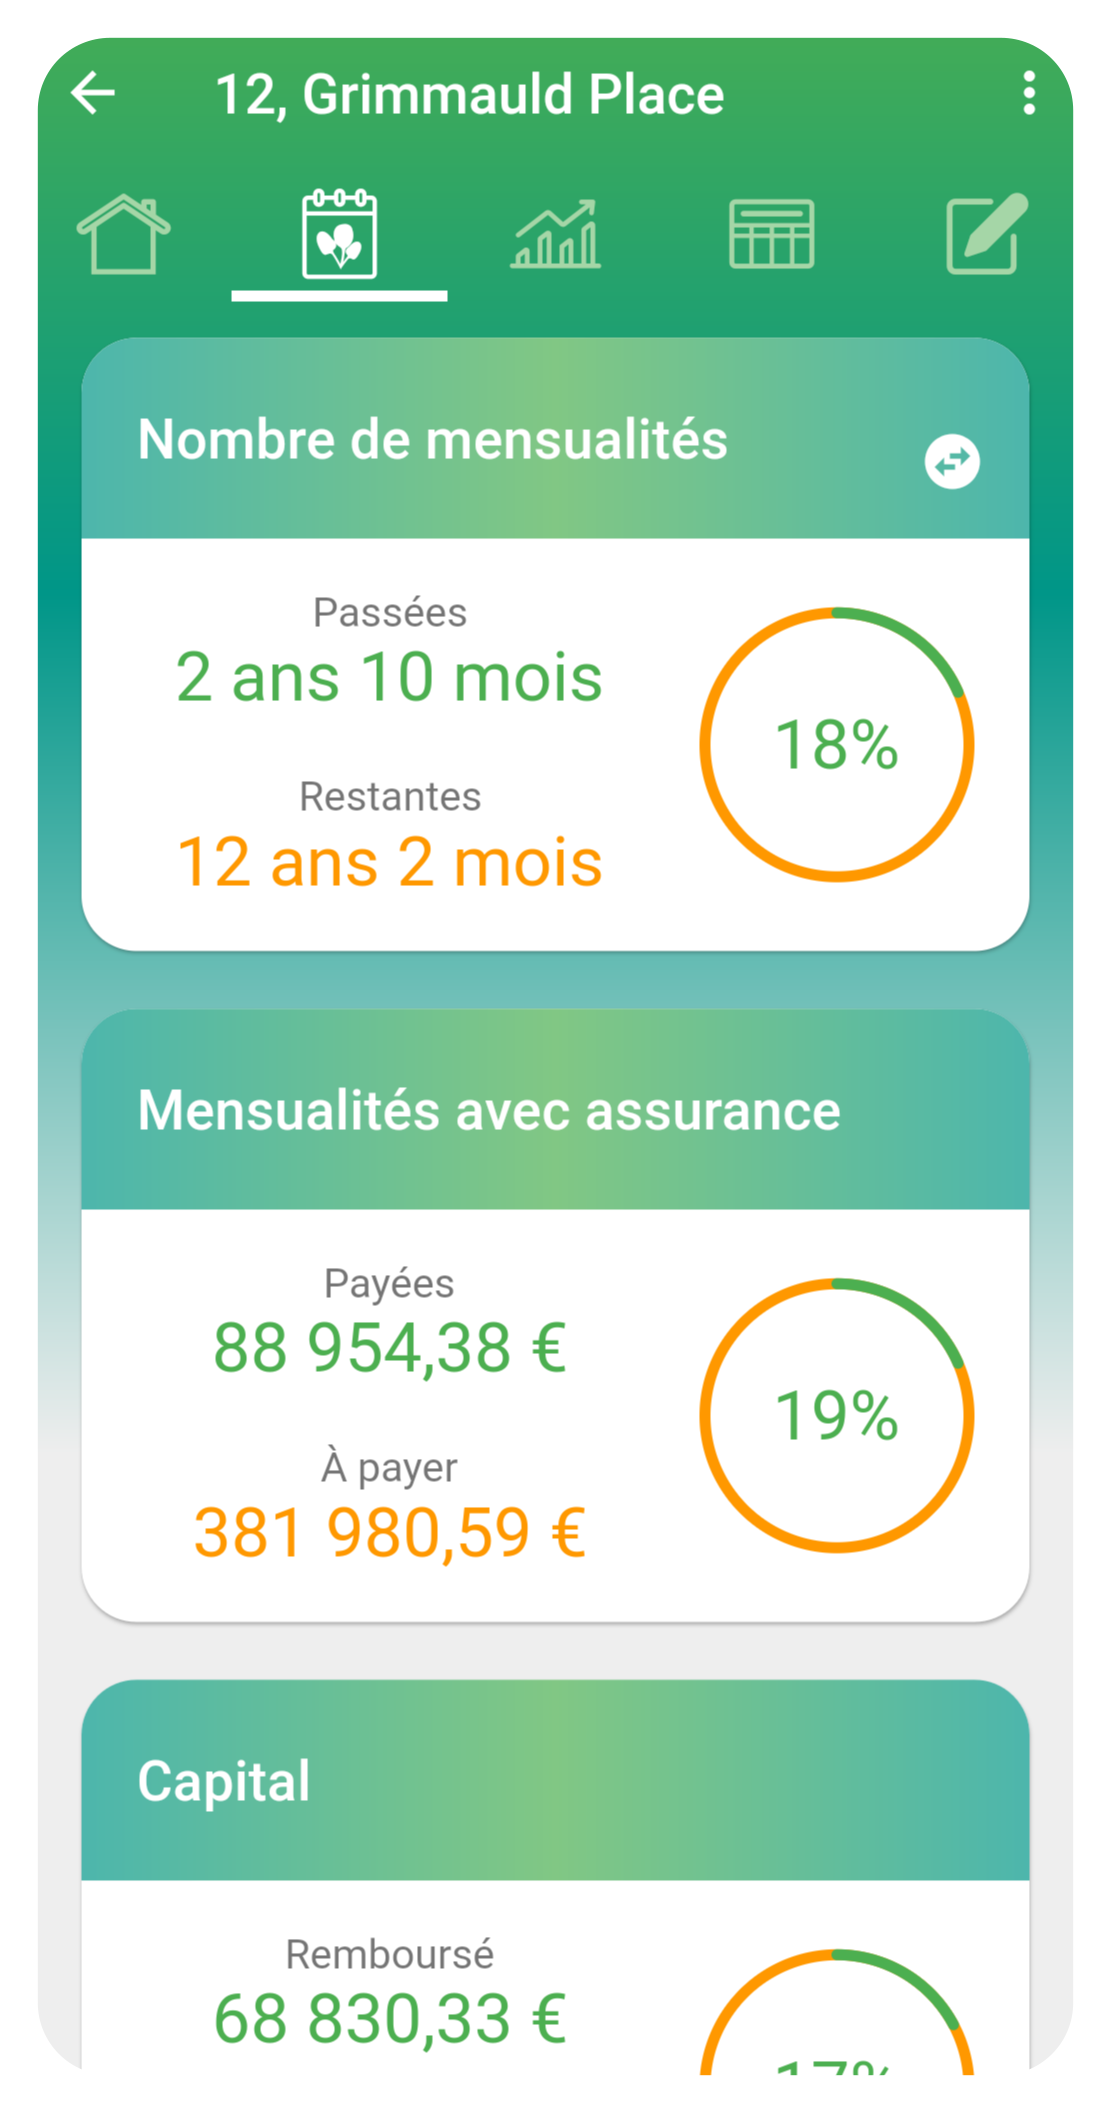 12, Grimmauld Place
Nombre de mensualités
Passées
2 ans 10 mois
18%
Restantes
12 ans 2 mois
Mensualités avec assurance
Payées
88 954,38 €
19%
À payer
381 980,59 €
Capital
Remboursé
68 830,33 €
17%